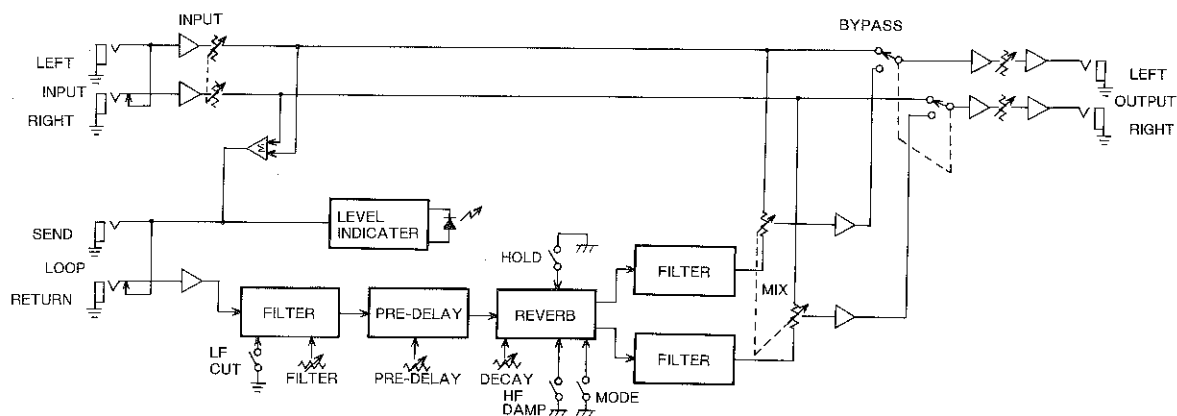 INPUT
BYPASS
LEFT
INPUT
RIGHT
LEFT
OUTPUT
RIGHT
Σ
SEND
LOOP
RETURN
LEVEL
INDICATER
HOLD
FILTER
MIX
FILTER
PRE-DELAY
REVERB
FILTER
LF
CUT
FILTER
PRE-DELAY
DECAY
HF
DAMP
MODE